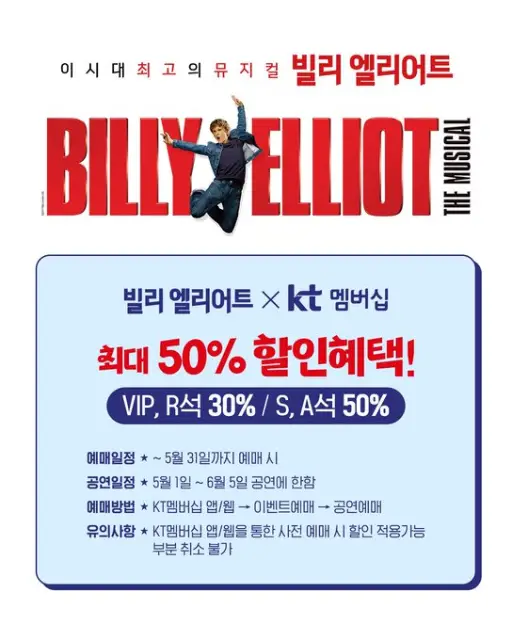 이 시대 최고의 뮤지컬 빌리 엘리어트
BILLY ELLIOT
THE MUSICAL
빌리 엘리어트 × kt 멤버십
최대 50% 할인혜택!
VIP, R석 30% / S, A석 50%
예매일정 ★ ~ 5월 31일까지 예매 시
공연일정 ★ 5월 1일 ~ 6월 5일 공연에 한함
예매방법 ★ KT멤버십 앱/웹 → 이벤트예매 → 공연예매
유의사항 ★ KT멤버십 앱/웹을 통한 사전 예매 시 할인 적용가능
부분 취소 불가